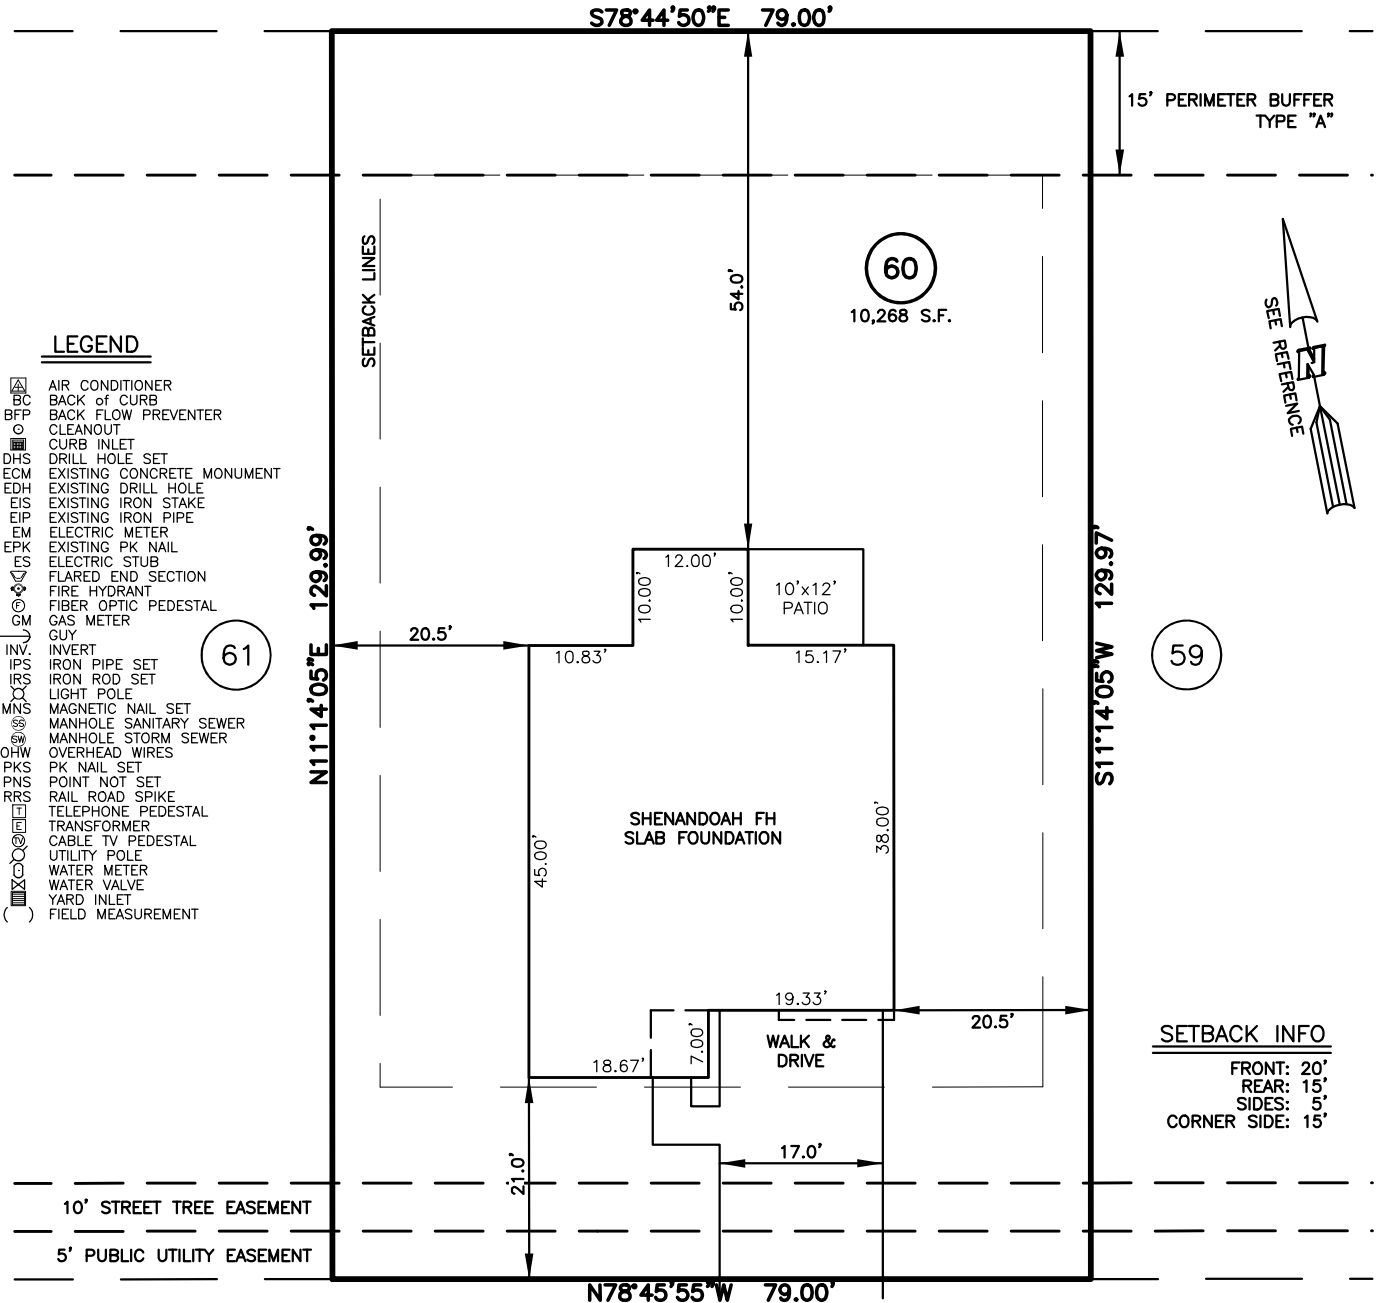 S78°44'50"E 79.00'
15' PERIMETER BUFFER
TYPE "A"
SETBACK LINES
54.0'
60
10,268 S.F.
SEE REFERENCE
N
LEGEND
AIR CONDITIONER
BC BACK of CURB
BFP BACK FLOW PREVENTER
CLEANOUT
CURB INLET
DHS DRILL HOLE SET
ECM EXISTING CONCRETE MONUMENT
EDH EXISTING DRILL HOLE
EIS EXISTING IRON STAKE
EIP EXISTING IRON PIPE
EM ELECTRIC METER
EPK EXISTING PK NAIL
ES ELECTRIC STUB
FLARED END SECTION
FIRE HYDRANT
F FIBER OPTIC PEDESTAL
GM GAS METER
GUY
INV. INVERT
IPS IRON PIPE SET
IRS IRON ROD SET
LIGHT POLE
MNS MAGNETIC NAIL SET
SS MANHOLE SANITARY SEWER
SW MANHOLE STORM SEWER
OHW OVERHEAD WIRES
PKS PK NAIL SET
PNS POINT NOT SET
RRS RAIL ROAD SPIKE
T TELEPHONE PEDESTAL
E TRANSFORMER
TV CABLE TV PEDESTAL
UTILITY POLE
WATER METER
WATER VALVE
YARD INLET
( ) FIELD MEASUREMENT
61
N11°14'05"E 129.99'
20.5'
12.00'
10.00'
10.00'
10'x12'
PATIO
10.83'
15.17'
S11°14'05"W 129.97'
59
SHENANDOAH FH
SLAB FOUNDATION
45.00'
38.00'
19.33'
20.5'
WALK &
DRIVE
7.00'
18.67'
SETBACK INFO
FRONT: 20'
REAR: 15'
SIDES: 5'
CORNER SIDE: 15'
21.0'
17.0'
10' STREET TREE EASEMENT
5' PUBLIC UTILITY EASEMENT
N78°45'55"W 79.00'